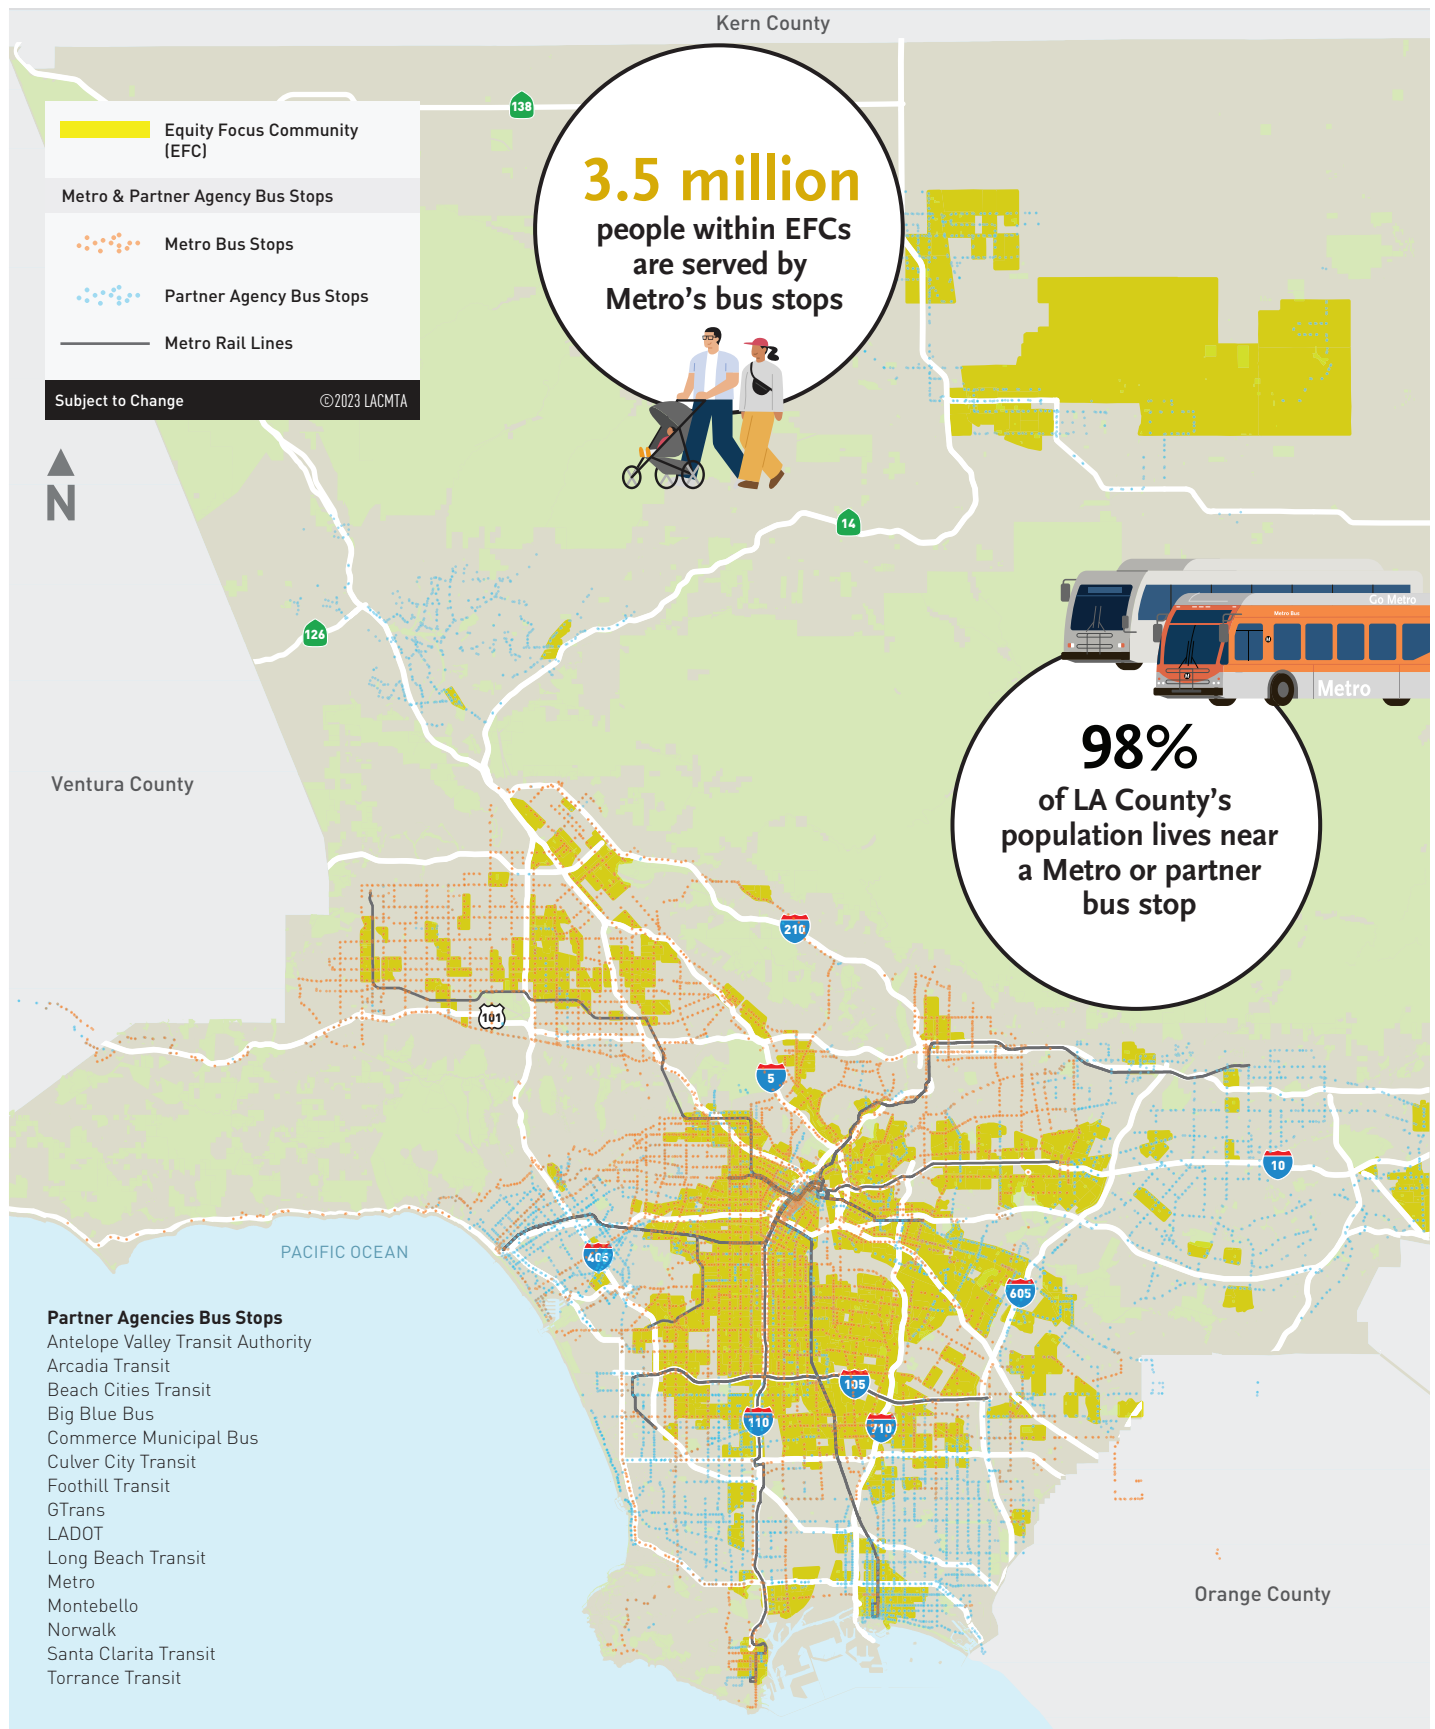 Kern County
138
Equity Focus Community
(EFC)
Metro & Partner Agency Bus Stops
Metro Bus Stops
Partner Agency Bus Stops
Metro Rail Lines
Subject to Change
©2023 LACMTA
3.5 million
people within EFCs
are served by
Metro's bus stops
N
14
126
Go Metro
Metro Bus
M
Metro
M
98%
of LA County's
population lives near
a Metro or partner
bus stop
Ventura County
210
101
5
10
PACIFIC OCEAN
405
605
105
110
710
Partner Agencies Bus Stops
Antelope Valley Transit Authority
Arcadia Transit
Beach Cities Transit
Big Blue Bus
Commerce Municipal Bus
Culver City Transit
Foothill Transit
GTrans
LADOT
Long Beach Transit
Metro
Montebello
Norwalk
Santa Clarita Transit
Torrance Transit
Orange County